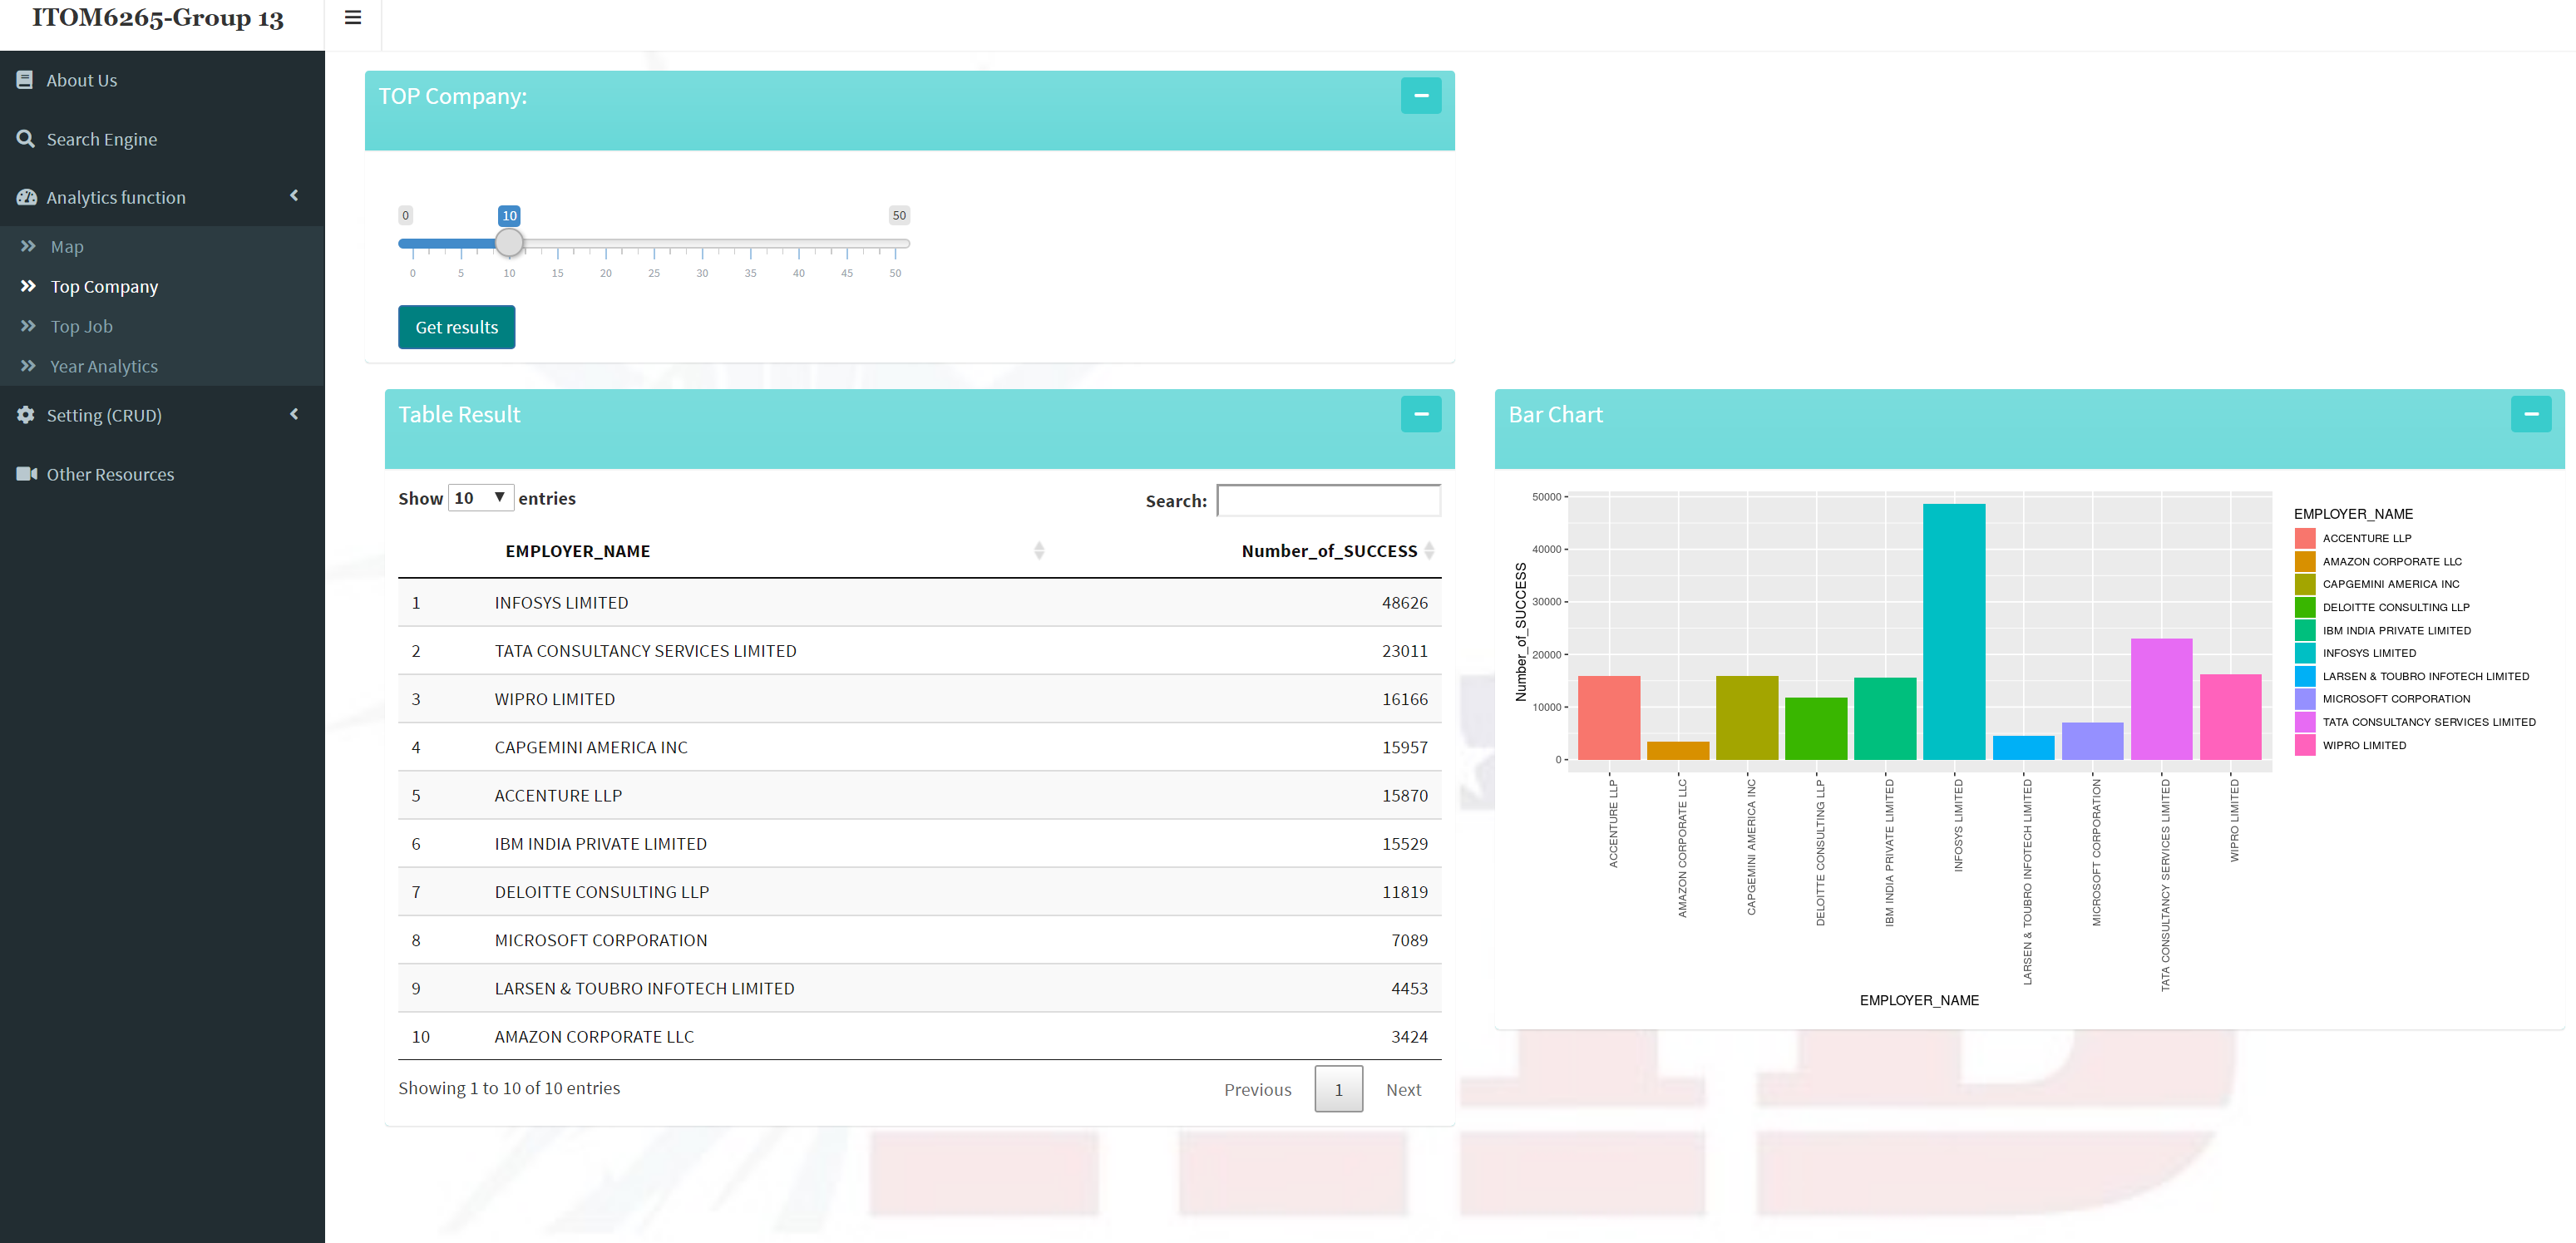 ITOM6265-Group 13
About Us
Search Engine
Analytics function
Map
Top Company
Top Job
Year Analytics
Setting (CRUD)
Other Resources
TOP Company:
0 10 50
0 5 10 15 20 25 30 35 40 45 50
Get results
Table Result
Show 10 entries
Search:
EMPLOYER_NAME Number_of_SUCCESS
1 INFOSYS LIMITED 48626
2 TATA CONSULTANCY SERVICES LIMITED 23011
3 WIPRO LIMITED 16166
4 CAPGEMINI AMERICA INC 15957
5 ACCENTURE LLP 15870
6 IBM INDIA PRIVATE LIMITED 15529
7 DELOITTE CONSULTING LLP 11819
8 MICROSOFT CORPORATION 7089
9 LARSEN & TOUBRO INFOTECH LIMITED 4453
10 AMAZON CORPORATE LLC 3424
Showing 1 to 10 of 10 entries
Previous 1 Next
Bar Chart
Number_of_SUCCESS
50000
40000
30000
20000
10000
0
ACCENTURE LLP
AMAZON CORPORATE LLC
CAPGEMINI AMERICA INC
DELOITTE CONSULTING LLP
IBM INDIA PRIVATE LIMITED
INFOSYS LIMITED
LARSEN & TOUBRO INFOTECH LIMITED
MICROSOFT CORPORATION
TATA CONSULTANCY SERVICES LIMITED
WIPRO LIMITED
EMPLOYER_NAME
EMPLOYER_NAME
ACCENTURE LLP
AMAZON CORPORATE LLC
CAPGEMINI AMERICA INC
DELOITTE CONSULTING LLP
IBM INDIA PRIVATE LIMITED
INFOSYS LIMITED
LARSEN & TOUBRO INFOTECH LIMITED
MICROSOFT CORPORATION
TATA CONSULTANCY SERVICES LIMITED
WIPRO LIMITED